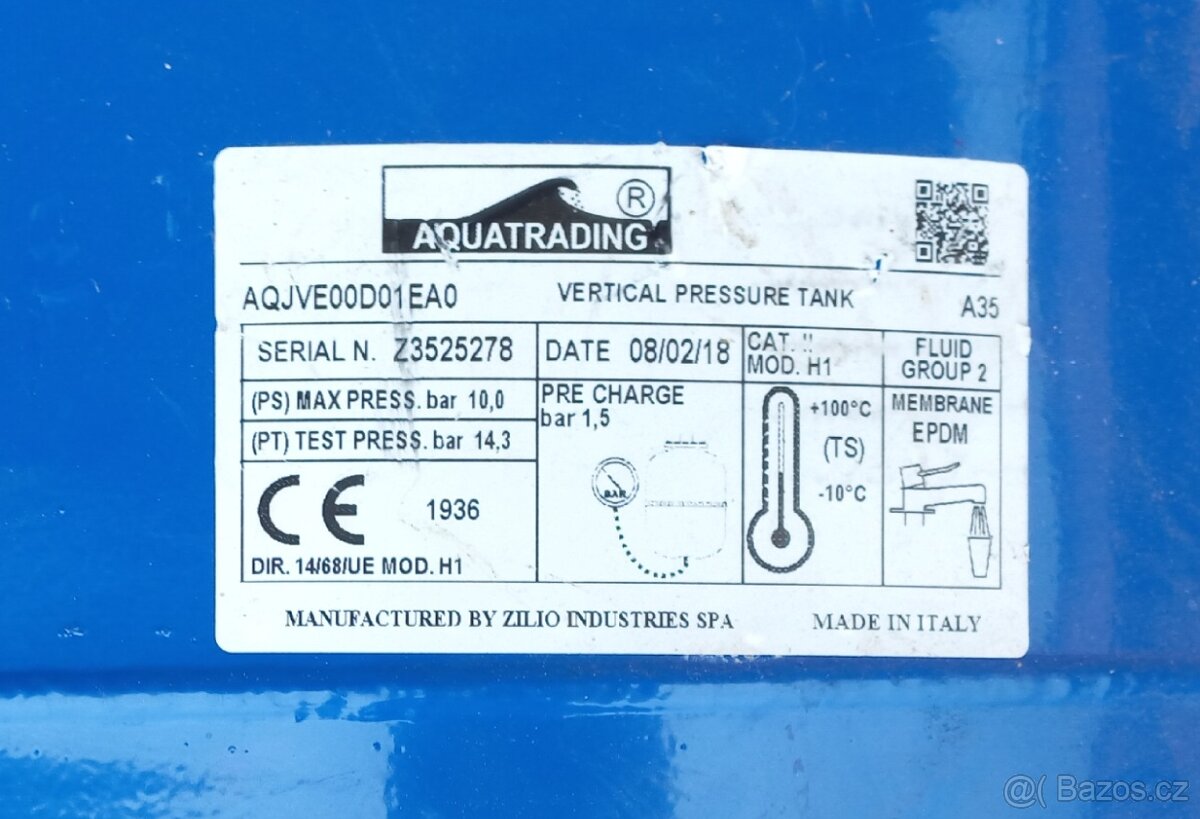 R
AQUATRADING
AQJVE00D01EA0 VERTICAL PRESSURE TANK A35
SERIAL N. Z3525278 DATE 08/02/18
CAT. II
MOD. H1
FLUID
GROUP 2
(PS) MAX PRESS. bar 10,0
(PT) TEST PRESS. bar 14,3
PRE CHARGE
bar 1,5
BAR
+100°C
(TS)
-10°C
MEMBRANE
EPDM
CE 1936
DIR. 14/68/UE MOD. H1
MANUFACTURED BY ZILIO INDUSTRIES SPA MADE IN ITALY
@( Bazos.cz